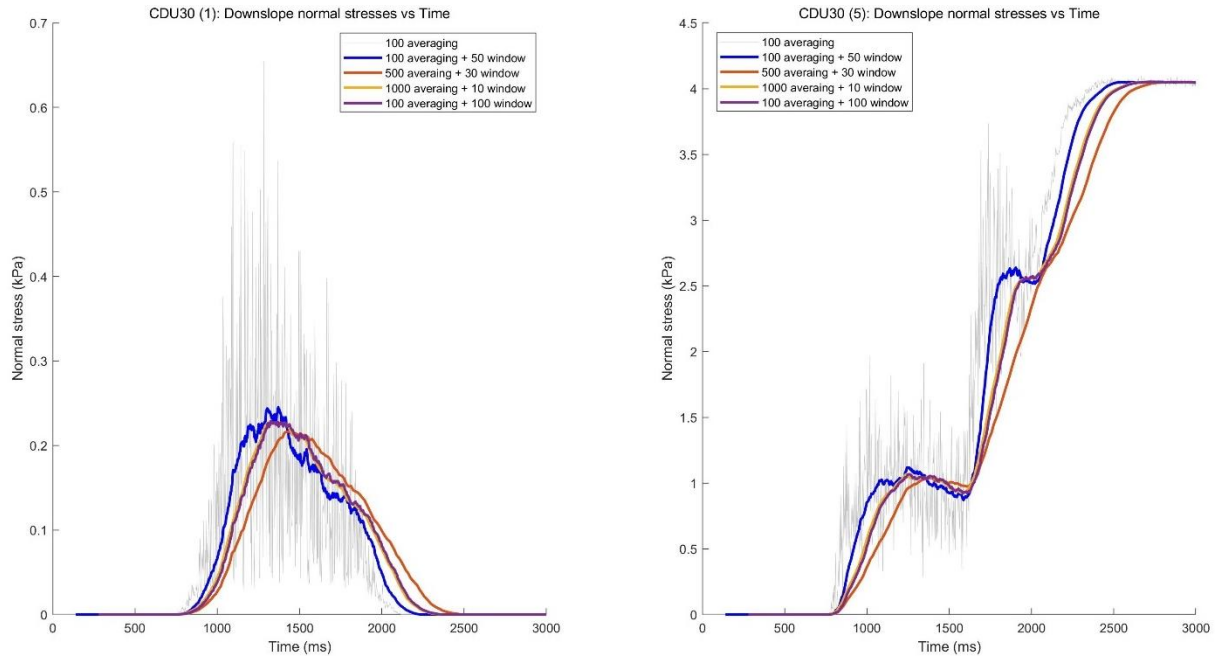 CDU30 (1): Downslope normal stresses vs Time
0.7
0.6
0.5
0.4
0.3
0.2
0.1
0
Normal stress (kPa)
100 averaging
100 averaging + 50 window
500 averaing + 30 window
1000 averaing + 10 window
100 averaging + 100 window
0 500 1000 1500 2000 2500 3000
Time (ms)
CDU30 (5): Downslope normal stresses vs Time
4.5
4
3.5
3
2.5
2
1.5
1
0.5
0
Normal stress (kPa)
100 averaging
100 averaging + 50 window
500 averaing + 30 window
1000 averaing + 10 window
100 averaging + 100 window
0 500 1000 1500 2000 2500 3000
Time (ms)